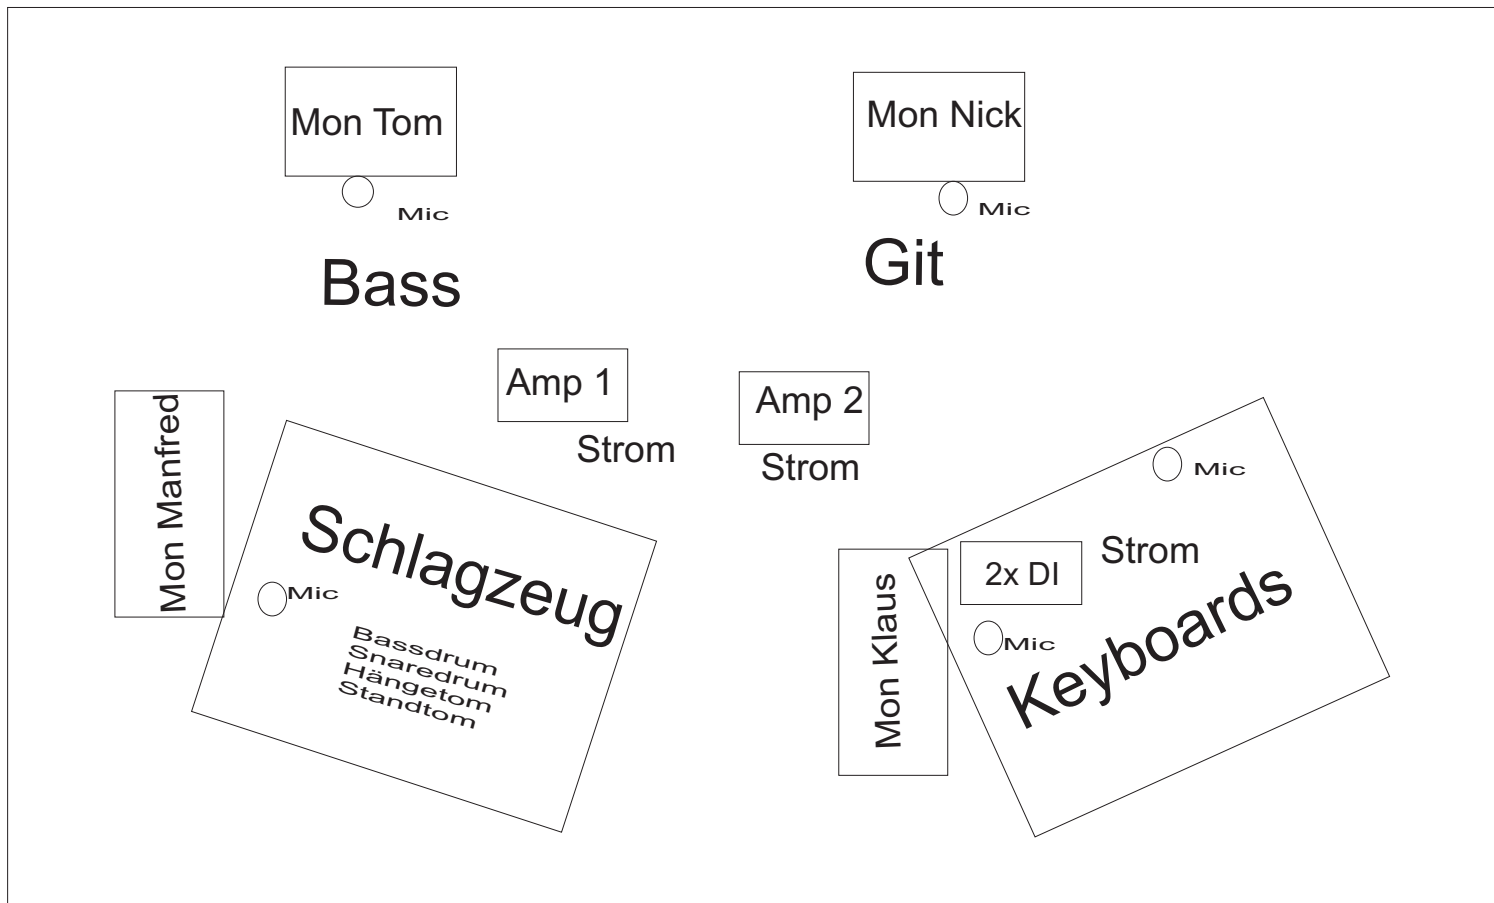 Mon Tom
Mic
Bass
Mon Nick
Mic
Git
Amp 1
Strom
Amp 2
Strom
Mon Manfred
Schlagzeug
Mic
Bassdrum
Snaredrum
Hängetom
Standtom
Mic
Strom
2x DI
Mic
Keyboards
Mon Klaus